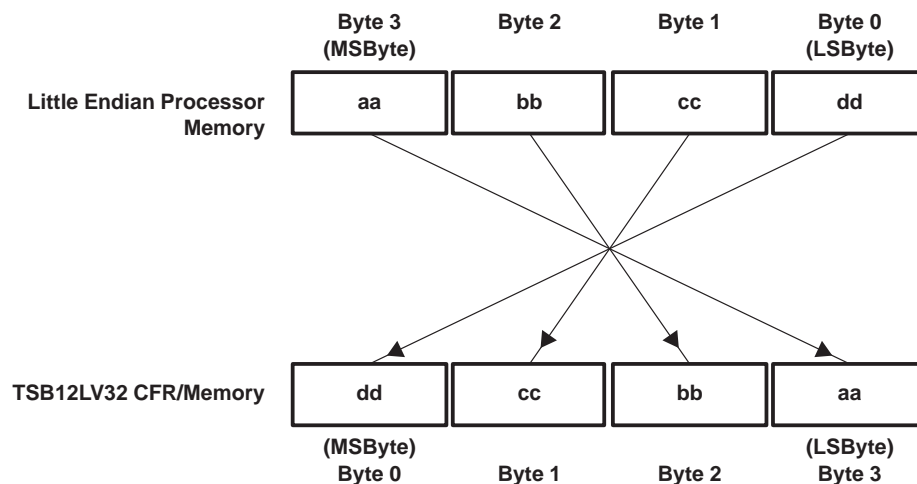 Byte 3 Byte 2 Byte 1 Byte 0
(MSByte) (LSByte)
Little Endian Processor
Memory
aa bb cc dd
TSB12LV32 CFR/Memory
dd cc bb aa
(MSByte) (LSByte)
Byte 0 Byte 1 Byte 2 Byte 3